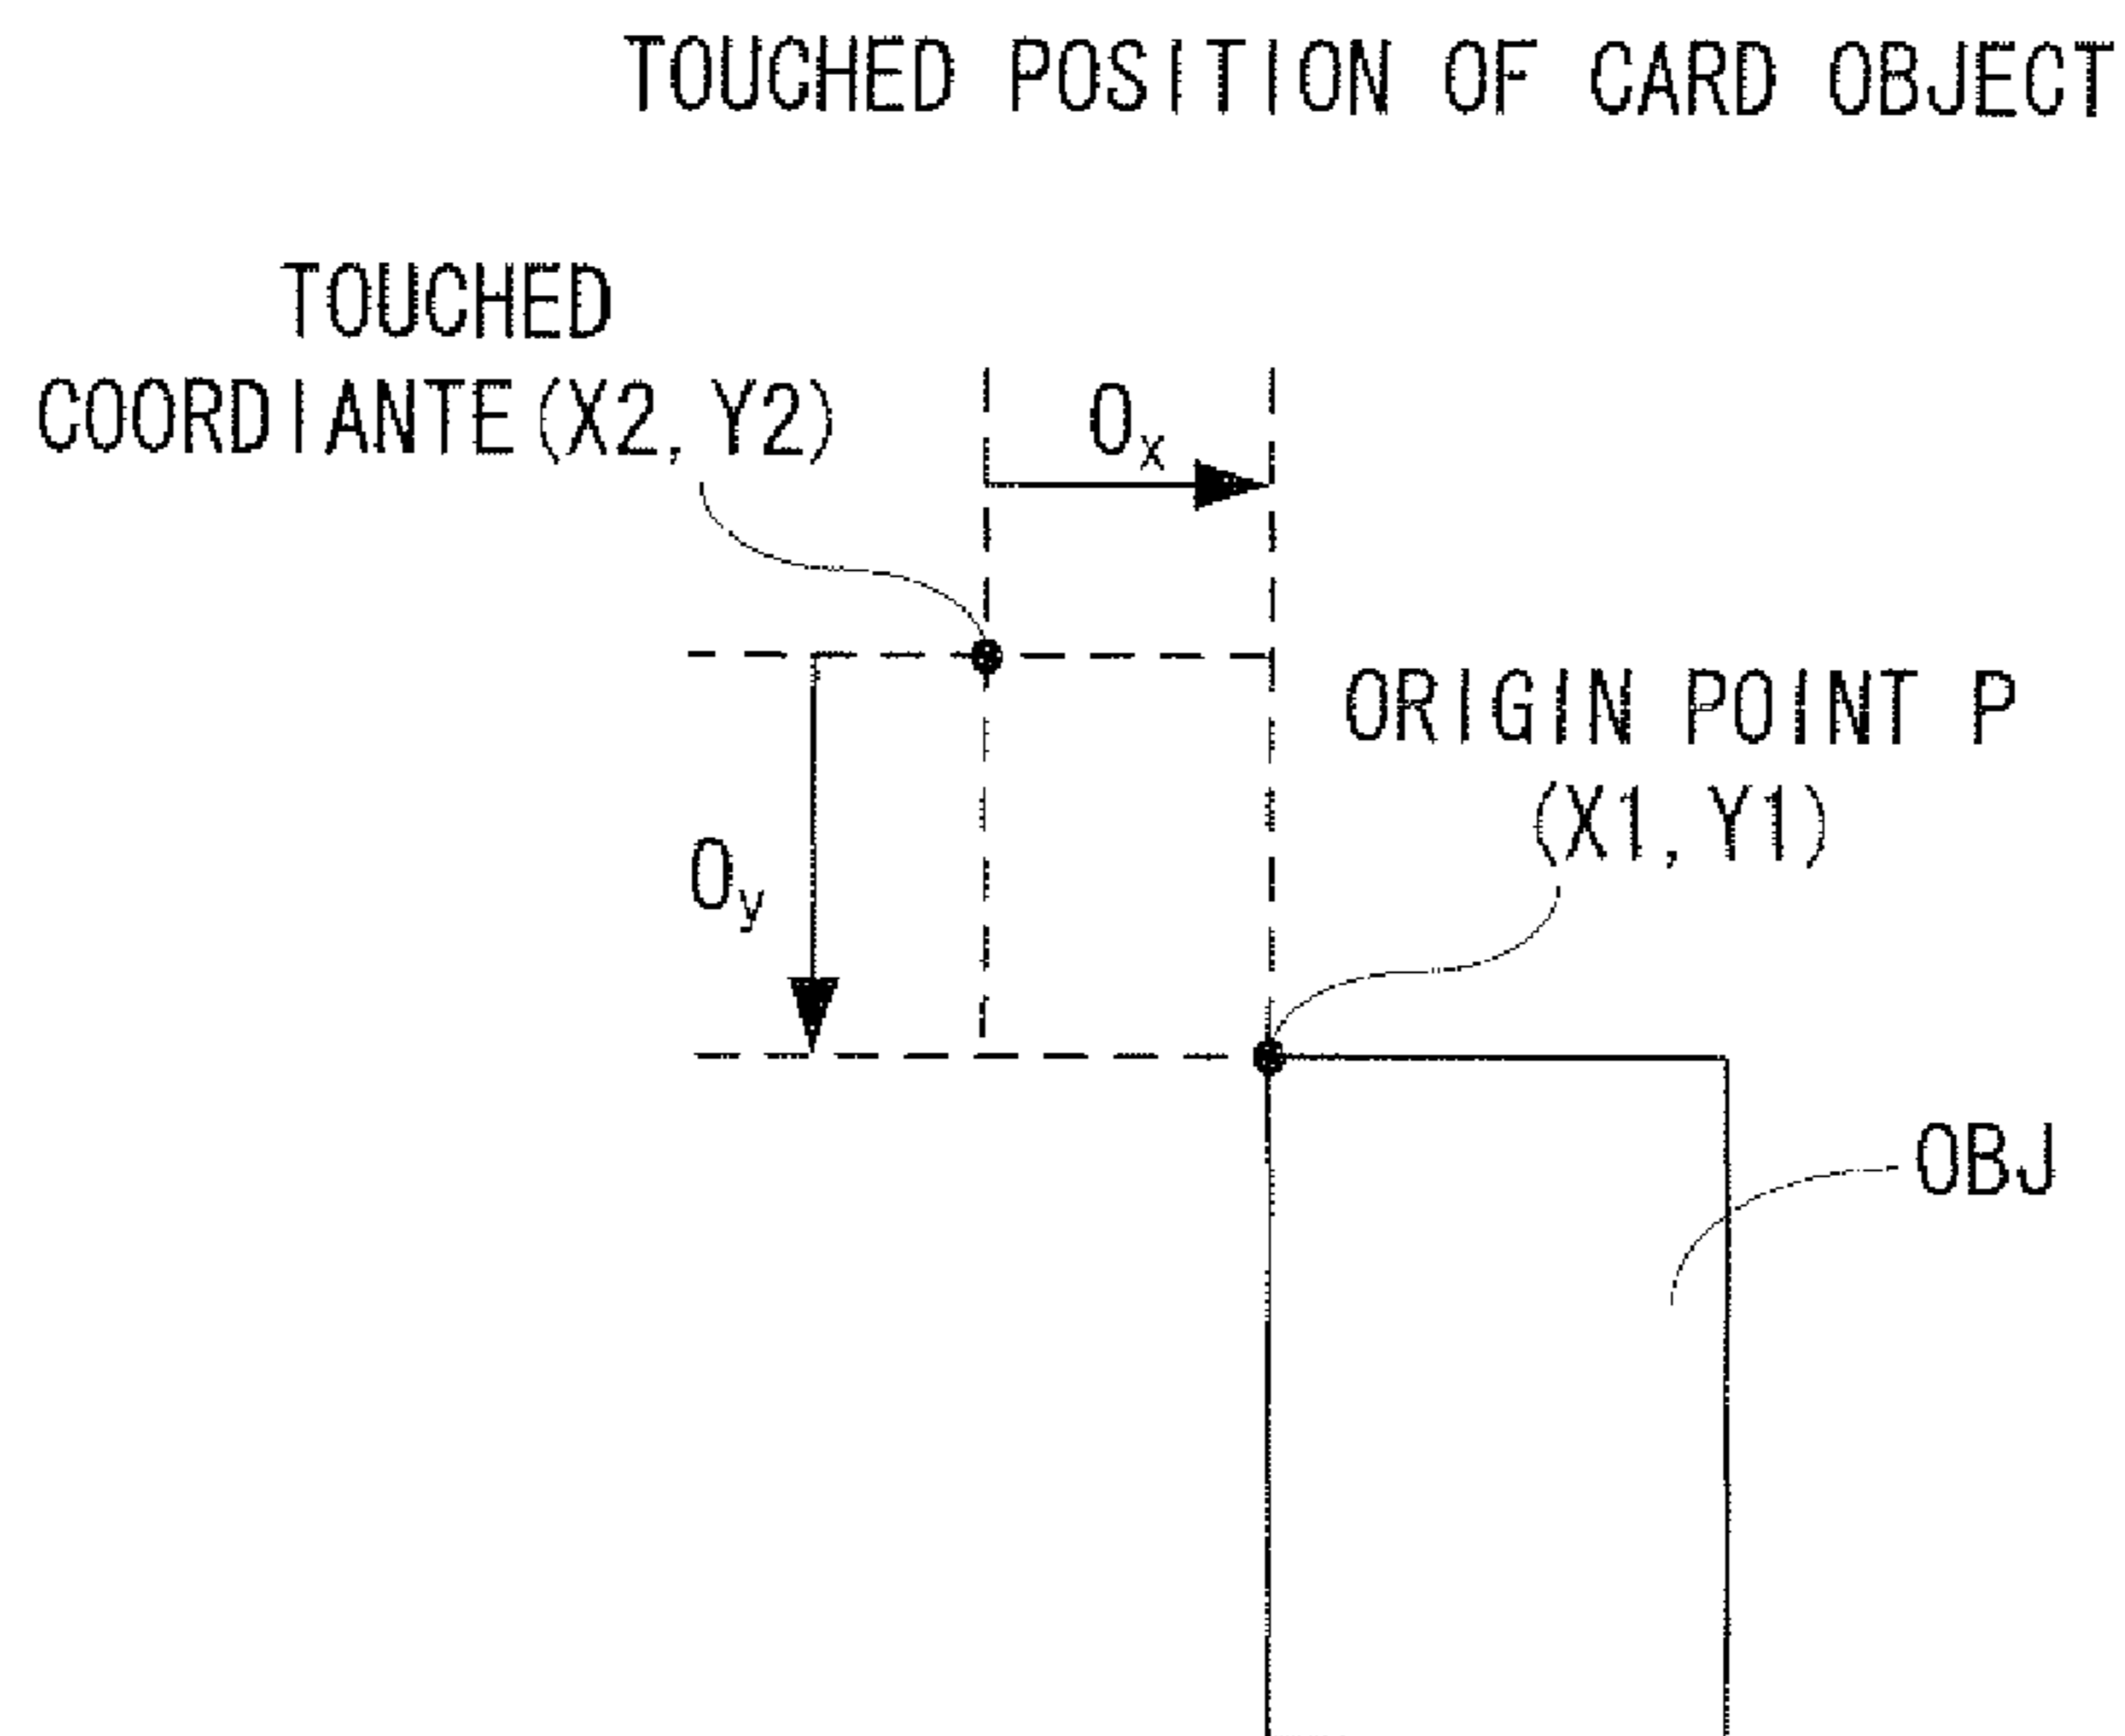 TOUCHED POSITION OF CARD OBJECT
TOUCHED
COORDIANTE(X2, Y2)
Ox
ORIGIN POINT P
(X1, Y1)
Oy
OBJ